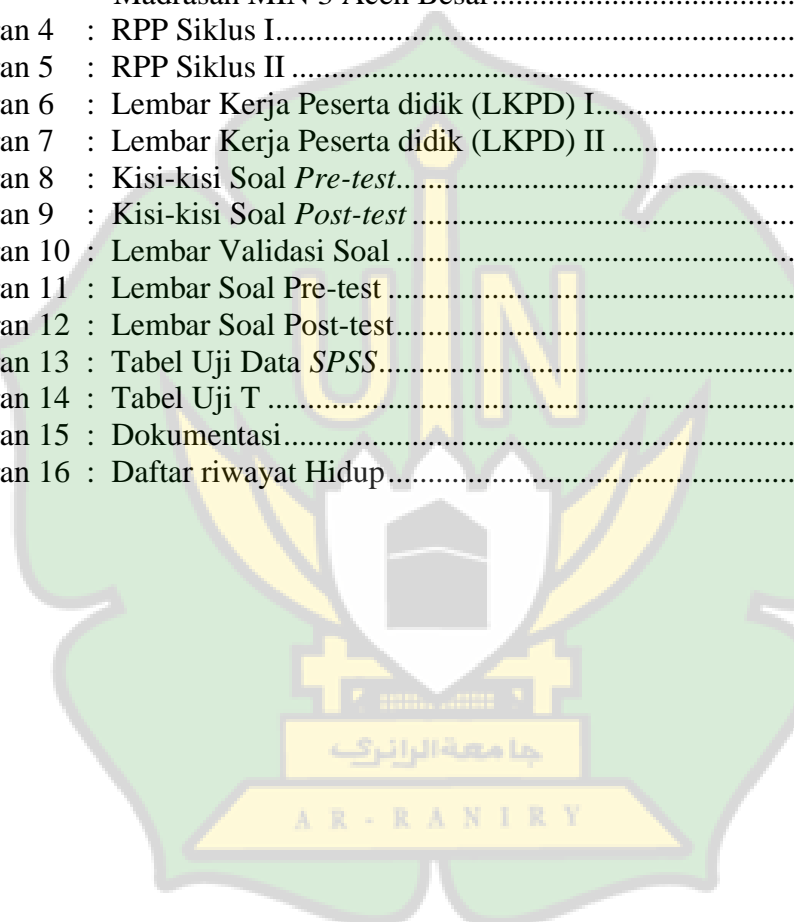 Madrasah MIN 5 Aceh Besar..................................................
an 4 : RPP Siklus I..................................................
an 5 : RPP Siklus II ..................................................
an 6 : Lembar Kerja Peserta didik (LKPD) I..................................................
an 7 : Lembar Kerja Peserta didik (LKPD) II ..................................................
an 8 : Kisi-kisi Soal Pre-test..................................................
an 9 : Kisi-kisi Soal Post-test ..................................................
an 10 : Lembar Validasi Soal ..................................................
an 11 : Lembar Soal Pre-test ..................................................
an 12 : Lembar Soal Post-test..................................................
an 13 : Tabel Uji Data SPSS..................................................
an 14 : Tabel Uji T ..................................................
an 15 : Dokumentasi..................................................
an 16 : Daftar riwayat Hidup..................................................
UIN
جامعة الرانري
AR-RANIRY